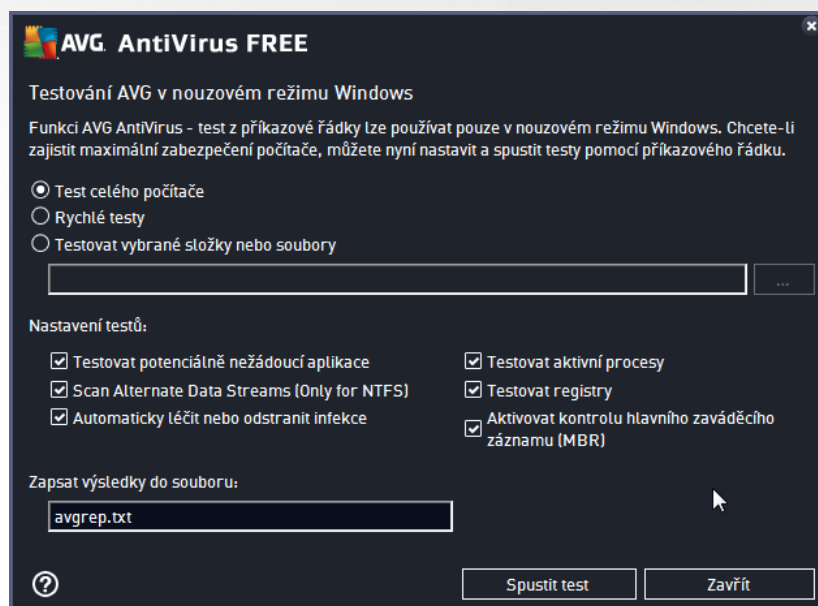 AVG. AntiVirus FREE
Testování AVG v nouzovém režimu Windows
Funkci AVG AntiVirus - test z příkazové řádky lze používat pouze v nouzovém režimu Windows. Chcete-li
zajistit maximální zabezpečení počítače, můžete nyní nastavit a spustit testy pomocí příkazového řádku.
Test celého počítače
Rychlé testy
Testovat vybrané složky nebo soubory
...
Nastavení testů:
Testovat potenciálně nežádoucí aplikace
Scan Alternate Data Streams (Only for NTFS)
Automaticky léčit nebo odstranit infekce
Testovat aktivní procesy
Testovat registry
Aktivovat kontrolu hlavního zaváděcího
záznamu (MBR)
Zapsat výsledky do souboru:
avgrep.txt
?
Spustit test
Zavřít